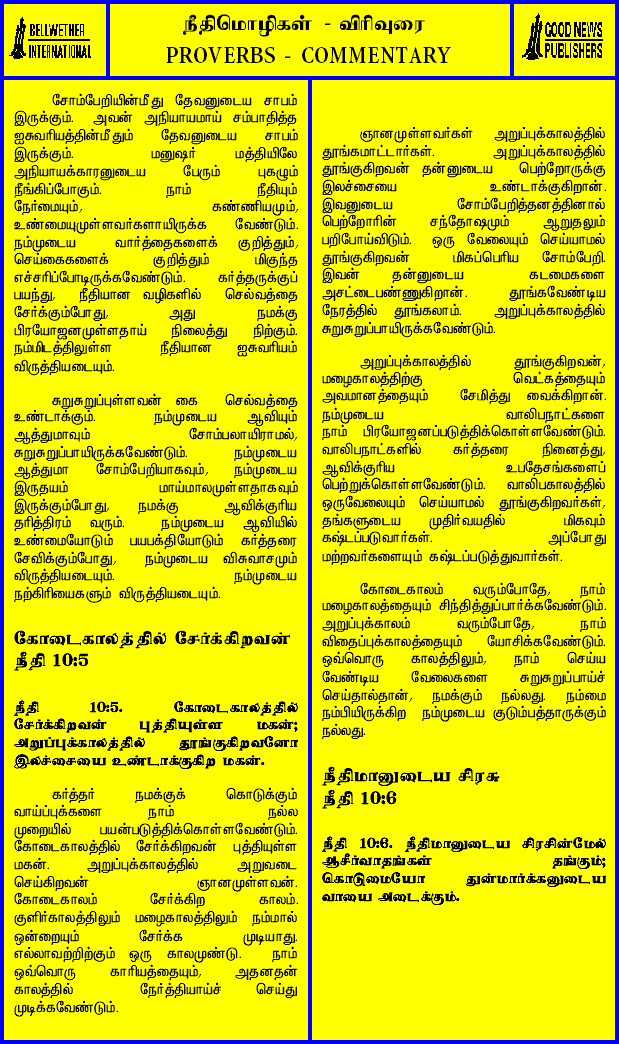 BELLWETHER
INTERNATIONAL
நீதிமொழிகள் - விரிவுரை
PROVERBS - COMMENTARY
GOOD NEWS
PUBLISHERS
சோம்பேறியின்மீது தேவனுடைய சாபம்
இருக்கும். அவன் அநியாயமாய் சம்பாதித்த
ஐசுவரியத்தின்மீதும் தேவனுடைய சாபம்
இருக்கும். மனுஷர் மத்தியிலே
அநியாயக்காரனுடைய பேரும் புகழும்
நீங்கிப்போகும். நாம் நீதியும்
நேர்மையும், கண்ணியமும்,
உண்மையுமுள்ளவர்களாயிருக்க வேண்டும்.
நம்முடைய வார்த்தைகளைக் குறித்தும்,
செய்கைகளைக் குறித்தும் மிகுந்த
எச்சரிப்போடிருக்கவேண்டும். கர்த்தருக்குப்
பயந்து, நீதியான வழிகளில் செல்வத்தை
சேர்க்கும்போது, அது நமக்கு
பிரயோஜனமுள்ளதாய் நிலைத்து நிற்கும்.
நம்மிடத்திலுள்ள நீதியான ஐசுவரியம்
விருத்தியடையும்.
சுறுசுறுப்புள்ளவன் கை செல்வத்தை
உண்டாக்கும். நம்முடைய ஆவியும்
ஆத்துமாவும் சோம்பலாயிராமல்,
சுறுசுறுப்பாயிருக்கவேண்டும். நம்முடைய
ஆத்துமா சோம்பேறியாகவும், நம்முடைய
இருதயம் மாய்மாலமுள்ளதாகவும்
இருக்கும்போது, நமக்கு ஆவிக்குரிய
தரித்திரம் வரும். நம்முடைய ஆவியில்
உண்மையோடும் பயபக்தியோடும் கர்த்தரை
சேவிக்கும்போது, நம்முடைய விசுவாசமும்
விருத்தியடையும். நம்முடைய
நற்கிரியைகளும் விருத்தியடையும்.
கோடைகாலத்தில் சேர்க்கிறவன்
நீதி 10:5
நீதி 10:5. கோடைகாலத்தில்
சேர்க்கிறவன் புத்தியுள்ள மகன்;
அறுப்புக்காலத்தில் தூங்குகிறவனோ
இலச்சையை உண்டாக்குகிற மகன்.
கர்த்தர் நமக்குக் கொடுக்கும்
வாய்ப்புக்களை நாம் நல்ல
முறையில் பயன்படுத்திக்கொள்ளவேண்டும்.
கோடைகாலத்தில் சேர்க்கிறவன் புத்தியுள்ள
மகன். அறுப்புக்காலத்தில் அறுவடை
செய்கிறவன் ஞானமுள்ளவன்.
கோடைகாலம் சேர்க்கிற காலம்.
குளிர்காலத்திலும் மழைகாலத்திலும் நம்மால்
ஒன்றையும் சேர்க்க முடியாது.
எல்லாவற்றிற்கும் ஒரு காலமுண்டு. நாம்
ஒவ்வொரு காரியத்தையும், அதனதன்
காலத்தில் நேர்த்தியாய்ச் செய்து
முடிக்கவேண்டும்.
ஞானமுள்ளவர்கள் அறுப்புக்காலத்தில்
தூங்கமாட்டார்கள். அறுப்புக்காலத்தில்
தூங்குகிறவன் தன்னுடைய பெற்றோருக்கு
இலச்சையை உண்டாக்குகிறான்.
இவனுடைய சோம்பேறித்தனத்தினால்
பெற்றோரின் சந்தோஷமும் ஆறுதலும்
பறிபோய்விடும். ஒரு வேலையும் செய்யாமல்
தூங்குகிறவன் மிகப்பெரிய சோம்பேறி.
இவன் தன்னுடைய கடமைகளை
அசட்டைபண்ணுகிறான். தூங்கவேண்டிய
நேரத்தில் தூங்கலாம். அறுப்புக்காலத்தில்
சுறுசுறுப்பாயிருக்கவேண்டும்.
அறுப்புக்காலத்தில் தூங்குகிறவன்,
மழைகாலத்திற்கு வெட்கத்தையும்
அவமானத்தையும் சேமித்து வைக்கிறான்.
நம்முடைய வாலிபநாட்களை
நாம் பிரயோஜனப்படுத்திக்கொள்ளவேண்டும்.
வாலிபநாட்களில் கர்த்தரை நினைத்து,
ஆவிக்குரிய உபதேசங்களைப்
பெற்றுக்கொள்ளவேண்டும். வாலிபகாலத்தில்
ஒருவேலையும் செய்யாமல் தூங்குகிறவர்கள்,
தங்களுடைய முதிர்வயதில் மிகவும்
கஷ்டப்படுவார்கள். அப்போது
மற்றவர்களையும் கஷ்டப்படுத்துவார்கள்.
கோடைகாலம் வரும்போதே, நாம்
மழைகாலத்தையும் சிந்தித்துப்பார்க்கவேண்டும்.
அறுப்புக்காலம் வரும்போதே, நாம்
விதைப்புக்காலத்தையும் யோசிக்கவேண்டும்.
ஒவ்வொரு காலத்திலும், நாம் செய்ய
வேண்டிய வேலைகளை சுறுசுறுப்பாய்ச்
செய்தால்தான், நமக்கும் நல்லது. நம்மை
நம்பியிருக்கிற நம்முடைய குடும்பத்தாருக்கும்
நல்லது.
நீதிமானுடைய சிரசு
நீதி 10:6
நீதி 10:6. நீதிமானுடைய சிரசின்மேல்
ஆசீர்வாதங்கள் தங்கும்;
கொடுமையோ துன்மார்க்கனுடைய
வாயை அடைக்கும்.